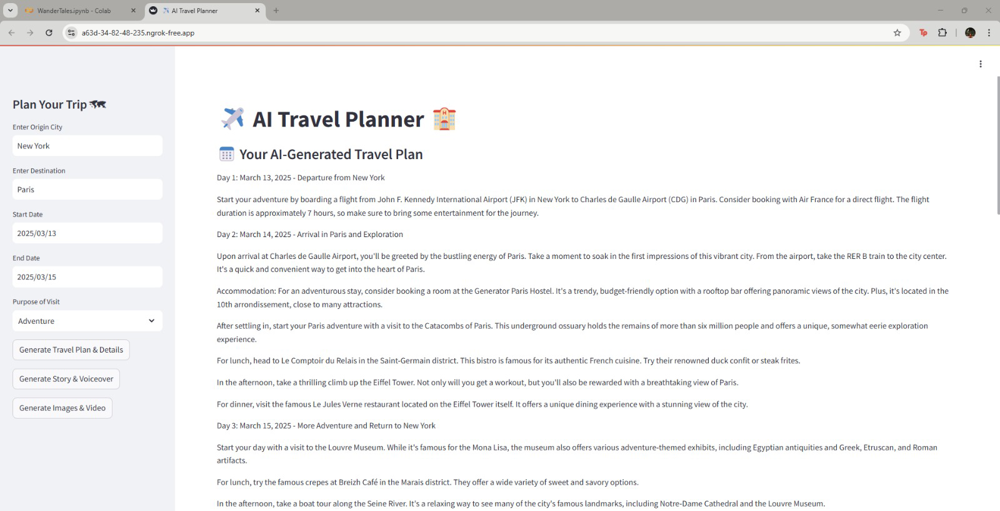 WanderTales.ipynb - Colab
AI Travel Planner
a63d-34-82-48-235.ngrok-free.app
Tp
Plan Your Trip
Enter Origin City
New York
Enter Destination
Paris
Start Date
2025/03/13
End Date
2025/03/15
Purpose of Visit
Adventure
Generate Travel Plan & Details
Generate Story & Voiceover
Generate Images & Video
AI Travel Planner
Your AI-Generated Travel Plan
Day 1: March 13, 2025 - Departure from New York
Start your adventure by boarding a flight from John F. Kennedy International Airport (JFK) in New York to Charles de Gaulle Airport (CDG) in Paris. Consider booking with Air France for a direct flight. The flight
duration is approximately 7 hours, so make sure to bring some entertainment for the journey.
Day 2: March 14, 2025 - Arrival in Paris and Exploration
Upon arrival at Charles de Gaulle Airport, you'll be greeted by the bustling energy of Paris. Take a moment to soak in the first impressions of this vibrant city. From the airport, take the RER B train to the city center.
It's a quick and convenient way to get into the heart of Paris.
Accommodation: For an adventurous stay, consider booking a room at the Generator Paris Hostel. It's a trendy, budget-friendly option with a rooftop bar offering panoramic views of the city. Plus, it's located in the
10th arrondissement, close to many attractions.
After settling in, start your Paris adventure with a visit to the Catacombs of Paris. This underground ossuary holds the remains of more than six million people and offers a unique, somewhat eerie exploration
experience.
For lunch, head to Le Comptoir du Relais in the Saint-Germain district. This bistro is famous for its authentic French cuisine. Try their renowned duck confit or steak frites.
In the afternoon, take a thrilling climb up the Eiffel Tower. Not only will you get a workout, but you'll also be rewarded with a breathtaking view of Paris.
For dinner, visit the famous Le Jules Verne restaurant located on the Eiffel Tower itself. It offers a unique dining experience with a stunning view of the city.
Day 3: March 15, 2025 - More Adventure and Return to New York
Start your day with a visit to the Louvre Museum. While it's famous for the Mona Lisa, the museum also offers various adventure-themed exhibits, including Egyptian antiquities and Greek, Etruscan, and Roman
artifacts.
For lunch, try the famous crepes at Breizh Café in the Marais district. They offer a wide variety of sweet and savory options.
In the afternoon, take a boat tour along the Seine River. It's a relaxing way to see many of the city's famous landmarks, including Notre-Dame Cathedral and the Louvre Museum.